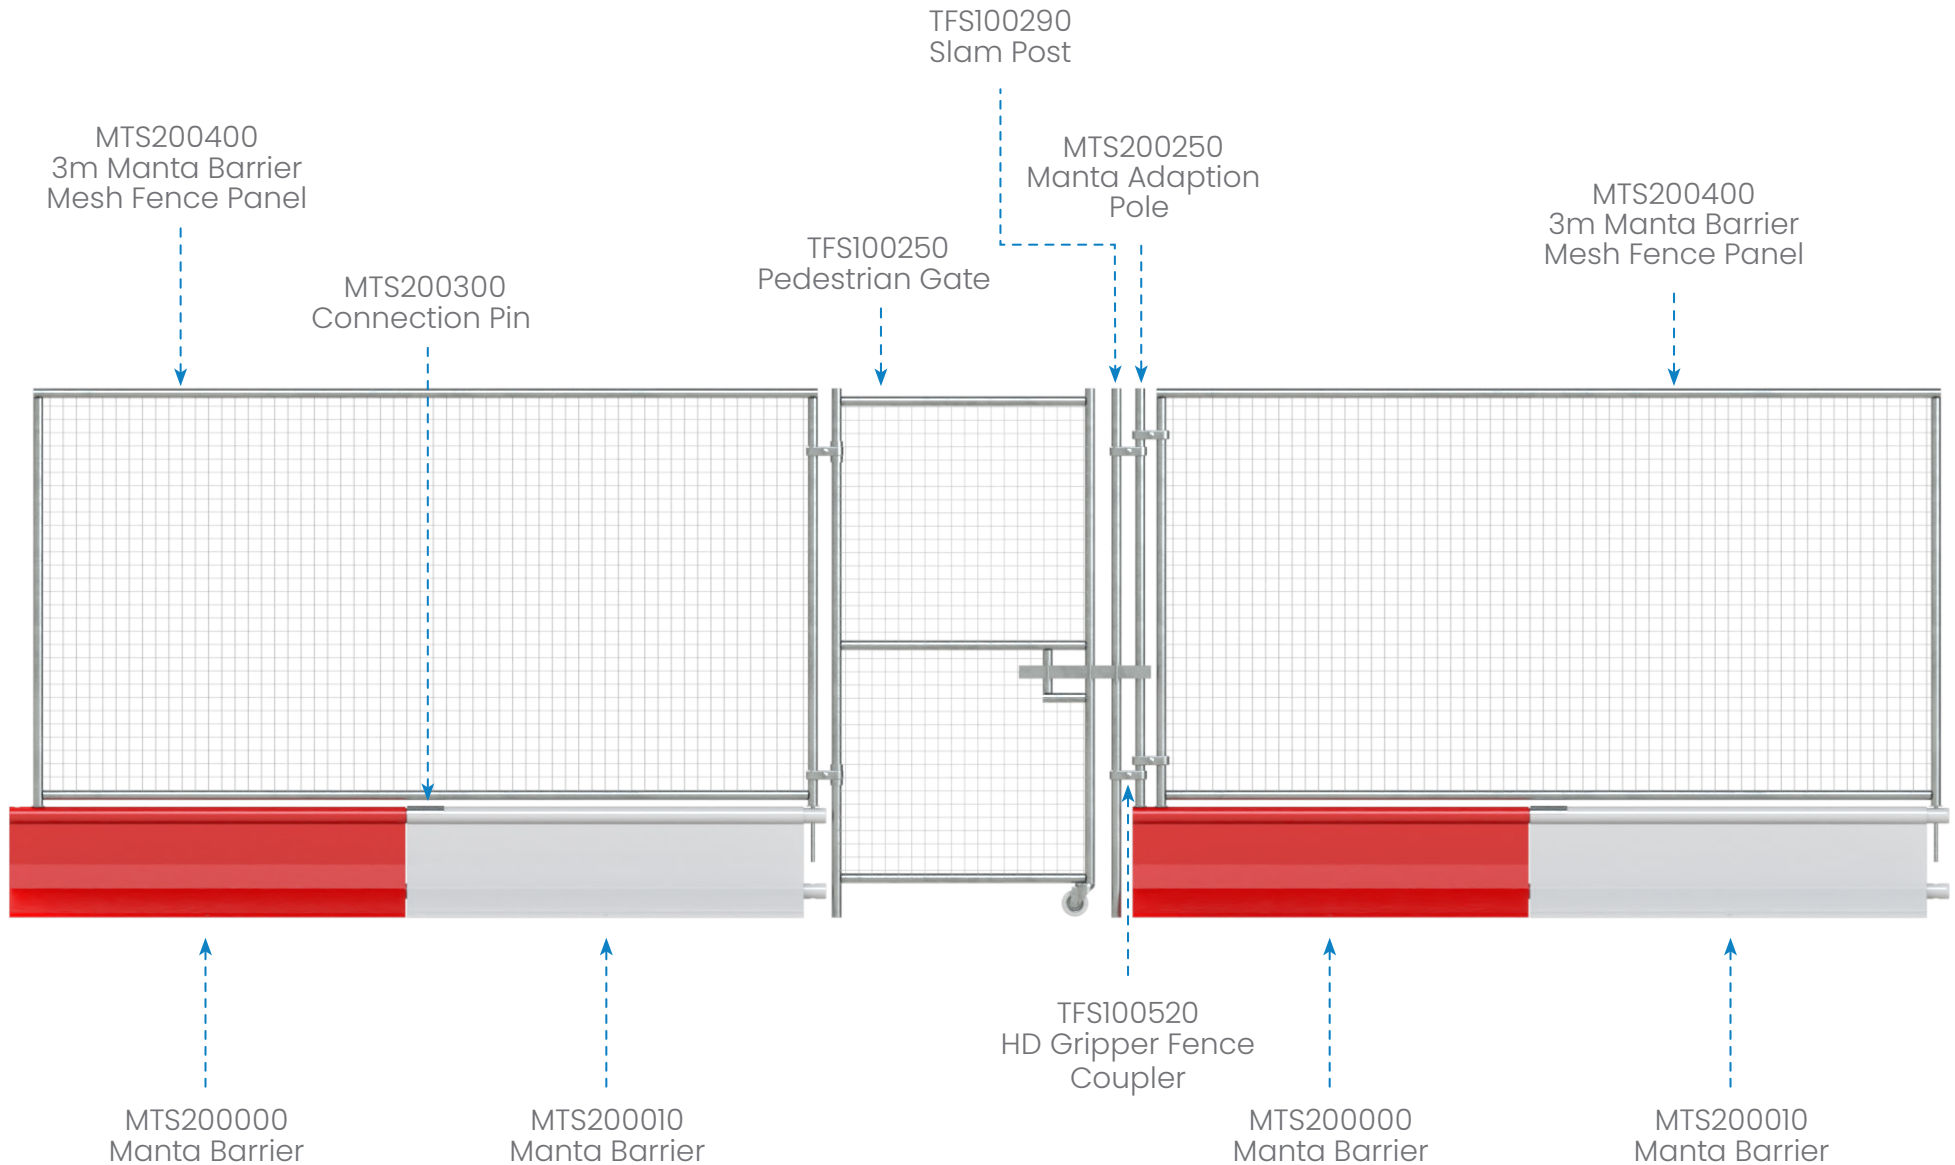 TFS100290
Slam Post
MTS200400
3m Manta Barrier
Mesh Fence Panel
MTS200250
Manta Adaption
Pole
MTS200400
3m Manta Barrier
Mesh Fence Panel
TFS100250
Pedestrian Gate
MTS200300
Connection Pin
TFS100520
HD Gripper Fence
Coupler
MTS200000
Manta Barrier
MTS200010
Manta Barrier
MTS200000
Manta Barrier
MTS200010
Manta Barrier